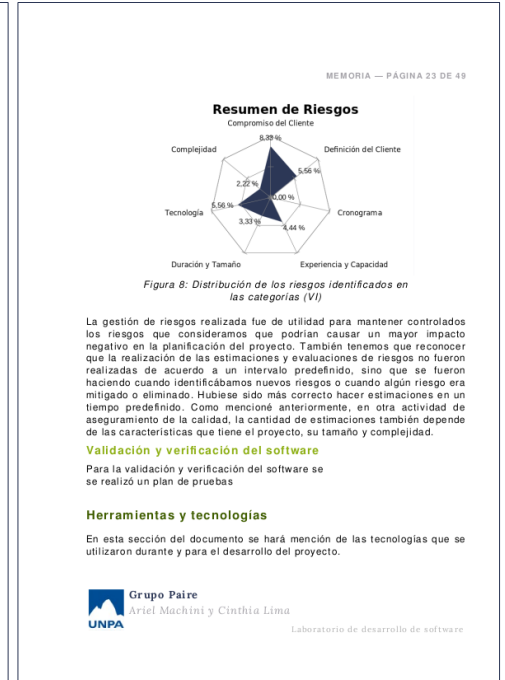 MEMORIA — PÁGINA 23 DE 49
Resumen de Riesgos
Compromiso del Cliente
8,33 %
Complejidad
Definición del Cliente
5,56 %
2,22 %
0,00 %
5,56 %
Tecnología
Cronograma
3,33 %
4,44 %
Duración y Tamaño
Experiencia y Capacidad
Figura 8: Distribución de los riesgos identificados en
las categorías (VI)
La gestión de riesgos realizada fue de utilidad para mantener controlados
los riesgos que consideramos que podrían causar un mayor impacto
negativo en la planificación del proyecto. También tenemos que reconocer
que la realización de las estimaciones y evaluaciones de riesgos no fueron
realizadas de acuerdo a un intervalo predefinido, sino que se fueron
haciendo cuando identificábamos nuevos riesgos o cuando algún riesgo era
mitigado o eliminado. Hubiese sido más correcto hacer estimaciones en un
tiempo predefinido. Como mencioné anteriormente, en otra actividad de
aseguramiento de la calidad, la cantidad de estimaciones también depende
de las características que tiene el proyecto, su tamaño y complejidad.
Validación y verificación del software
Para la validación y verificación del software se
se realizó un plan de pruebas
Herramientas y tecnologías
En esta sección del documento se hará mención de las tecnologías que se
utilizaron durante y para el desarrollo del proyecto.
Grupo Paire
Ariel Machini y Cinthia Lima
UNPA
Laboratorio de desarrollo de software